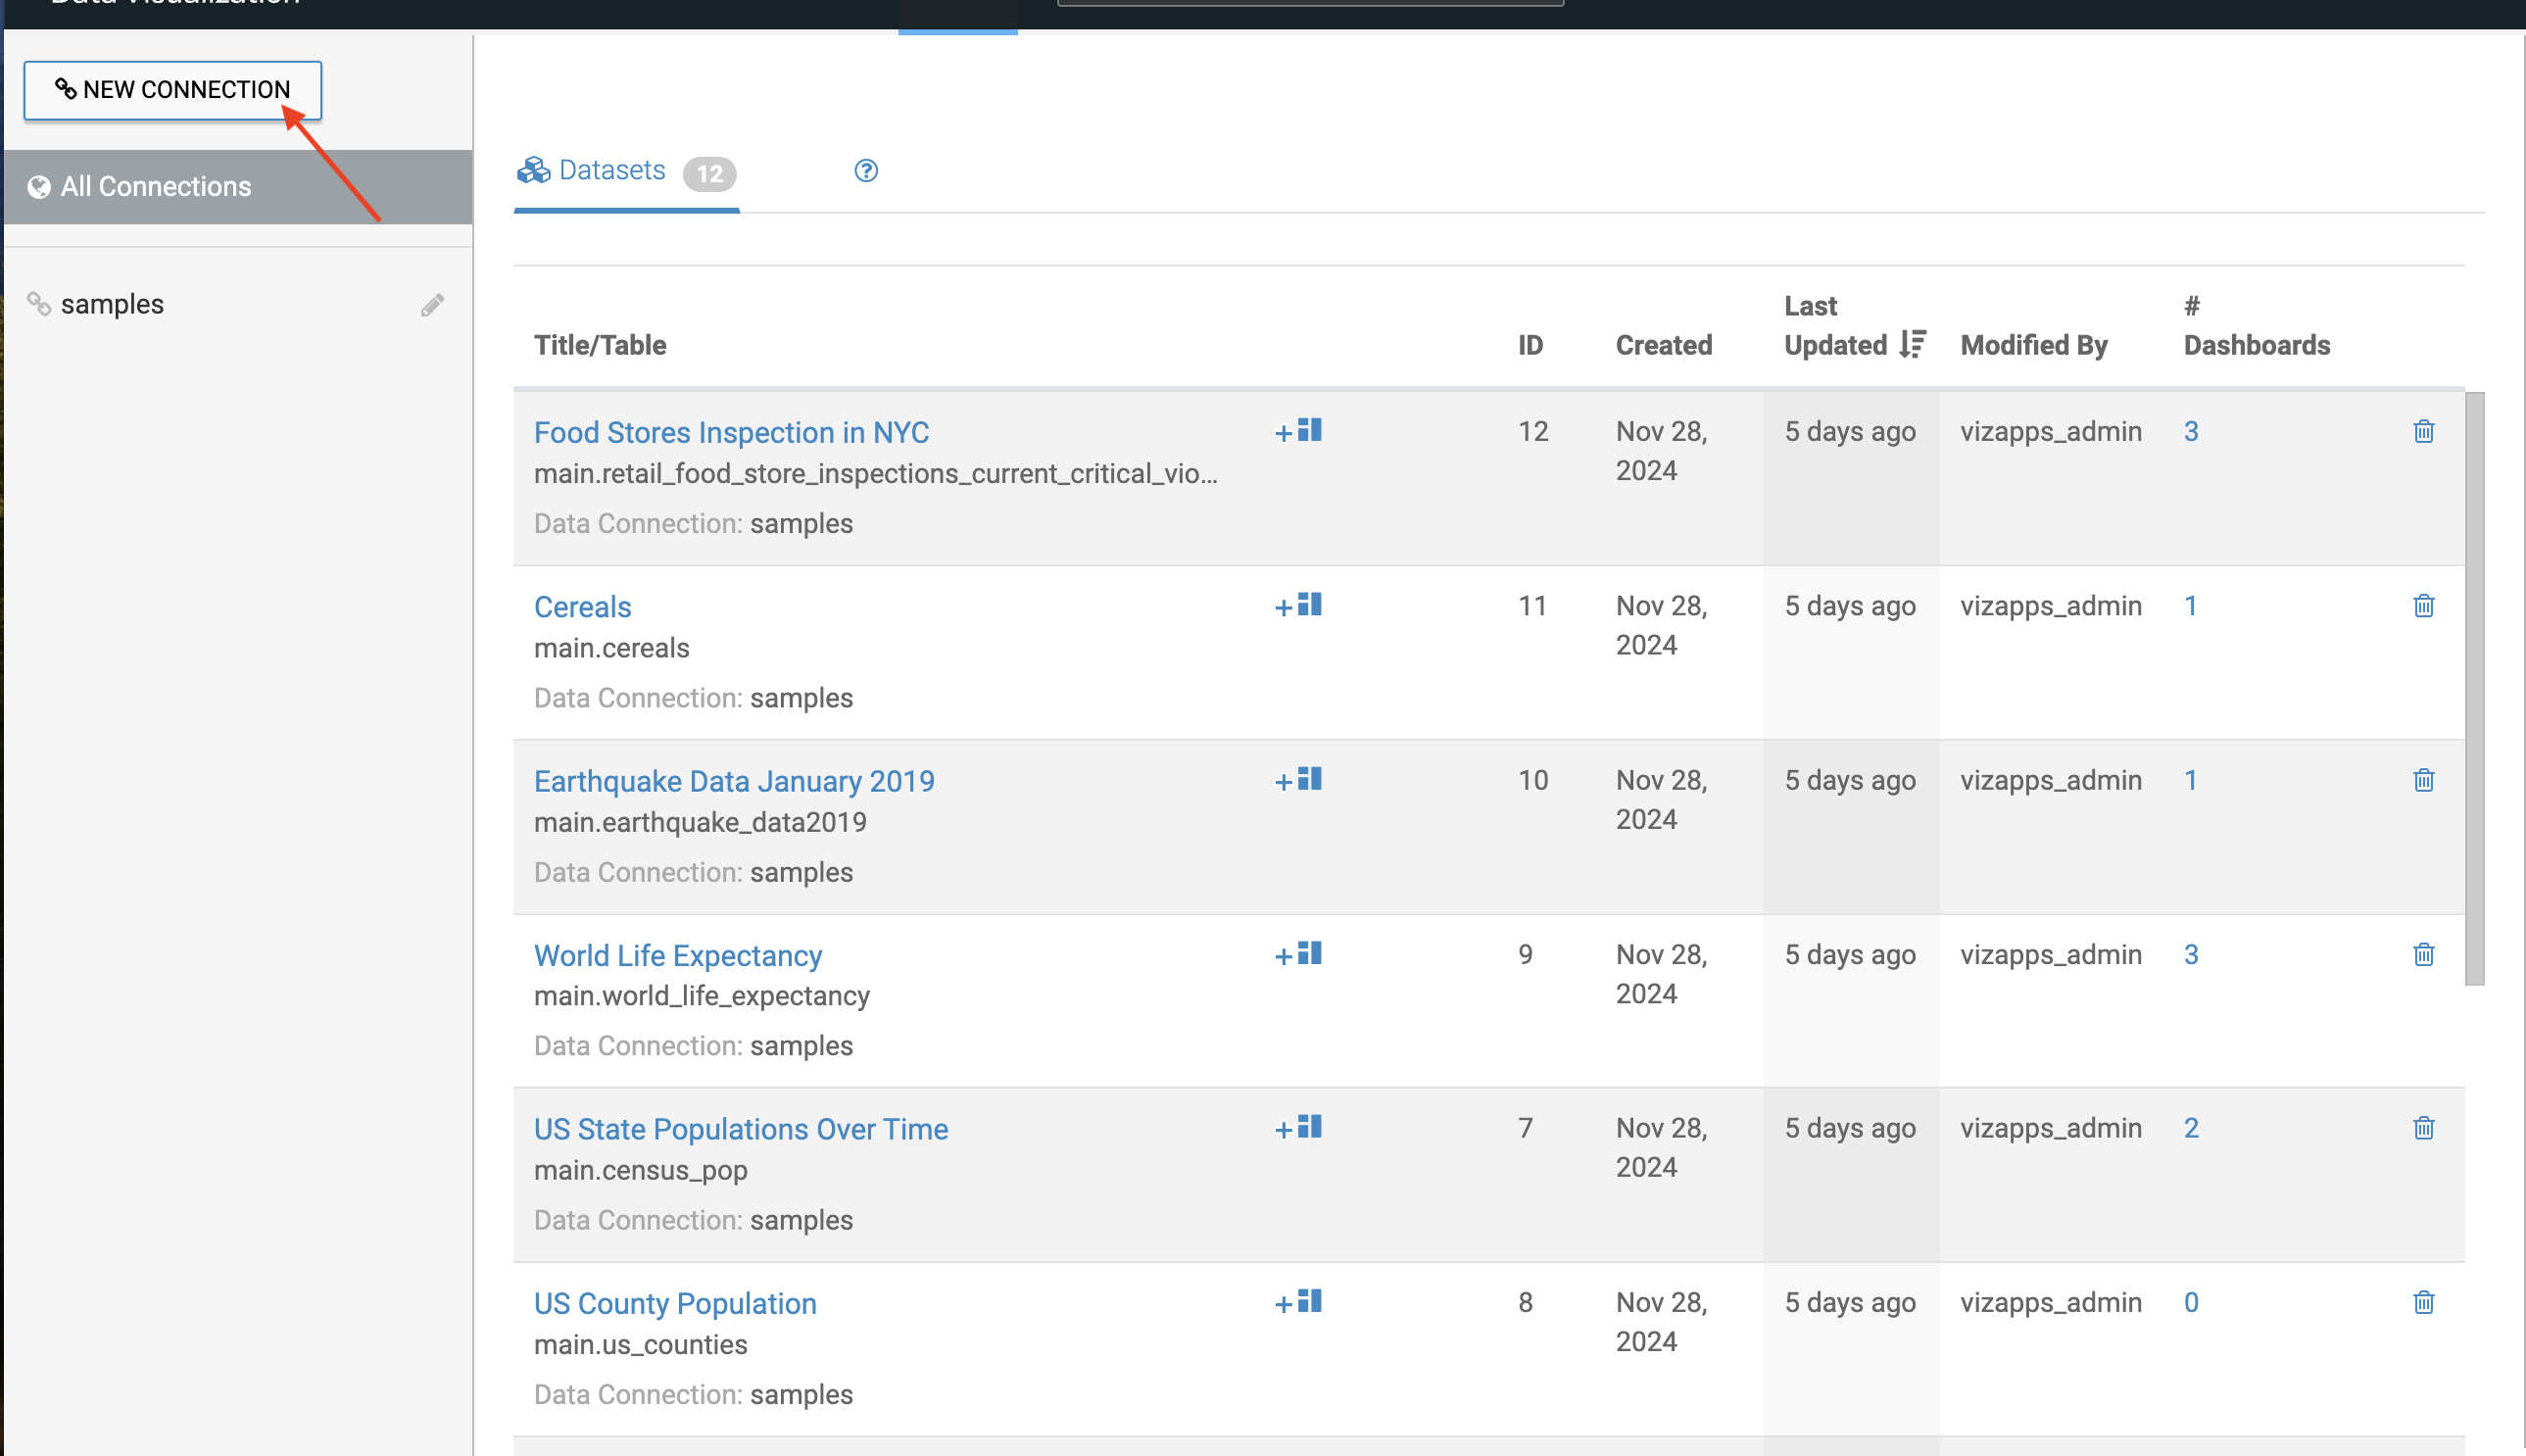 Data Visualization
NEW CONNECTION
All Connections
samples
Datasets 12
Title/Table ID Created Last Updated Modified By # Dashboards
Food Stores Inspection in NYC 12 Nov 28, 2024 5 days ago vizapps_admin 3
main.retail_food_store_inspections_current_critical_vio...
Data Connection: samples
Cereals 11 Nov 28, 2024 5 days ago vizapps_admin 1
main.cereals
Data Connection: samples
Earthquake Data January 2019 10 Nov 28, 2024 5 days ago vizapps_admin 1
main.earthquake_data2019
Data Connection: samples
World Life Expectancy 9 Nov 28, 2024 5 days ago vizapps_admin 3
main.world_life_expectancy
Data Connection: samples
US State Populations Over Time 7 Nov 28, 2024 5 days ago vizapps_admin 2
main.census_pop
Data Connection: samples
US County Population 8 Nov 28, 2024 5 days ago vizapps_admin 0
main.us_counties
Data Connection: samples